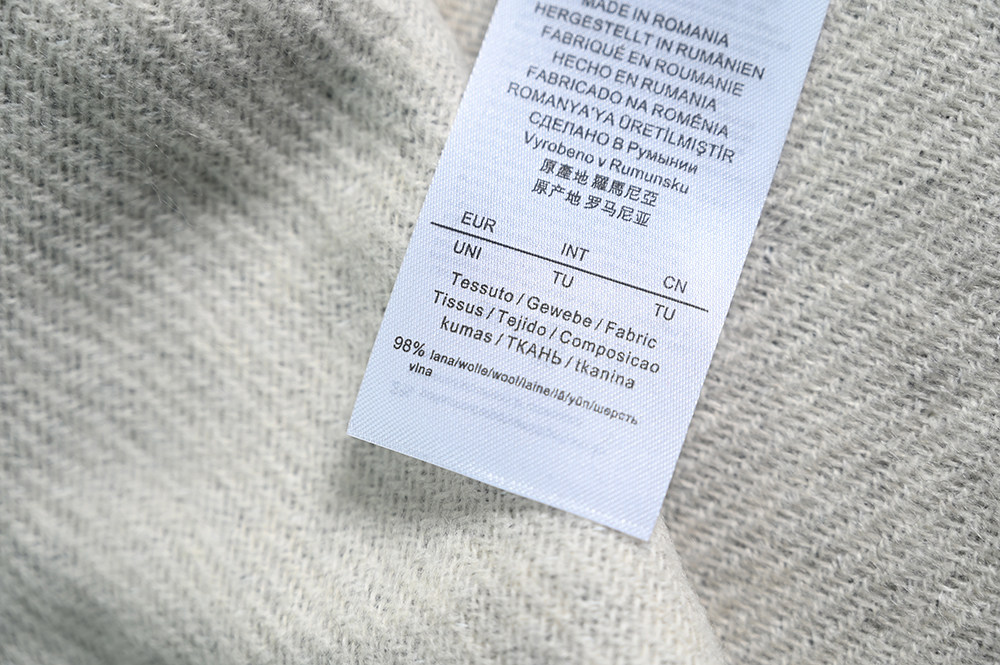 MADE IN ROMANIA
HERGESTELLT IN RUMÄNIEN
FABRIQUÉ EN ROUMANIE
HECHO EN RUMANIA
FABRICADO NA ROMÉNIA
ROMANYA'YA ÜRETİLMİŞTİR
СДЕЛАНО В Румынии
Vyrobeno v Rumunsku
原產地 羅馬尼亞
原产地 罗马尼亚
EUR INT CN
UNI TU TU
Tessuto / Gewebe / Fabric
Tissus / Tejido / Composicao
kumas / ТКАНЬ / tkanina
98% lana/wolle/wool/laine/lã/yün/шерсть
vlna